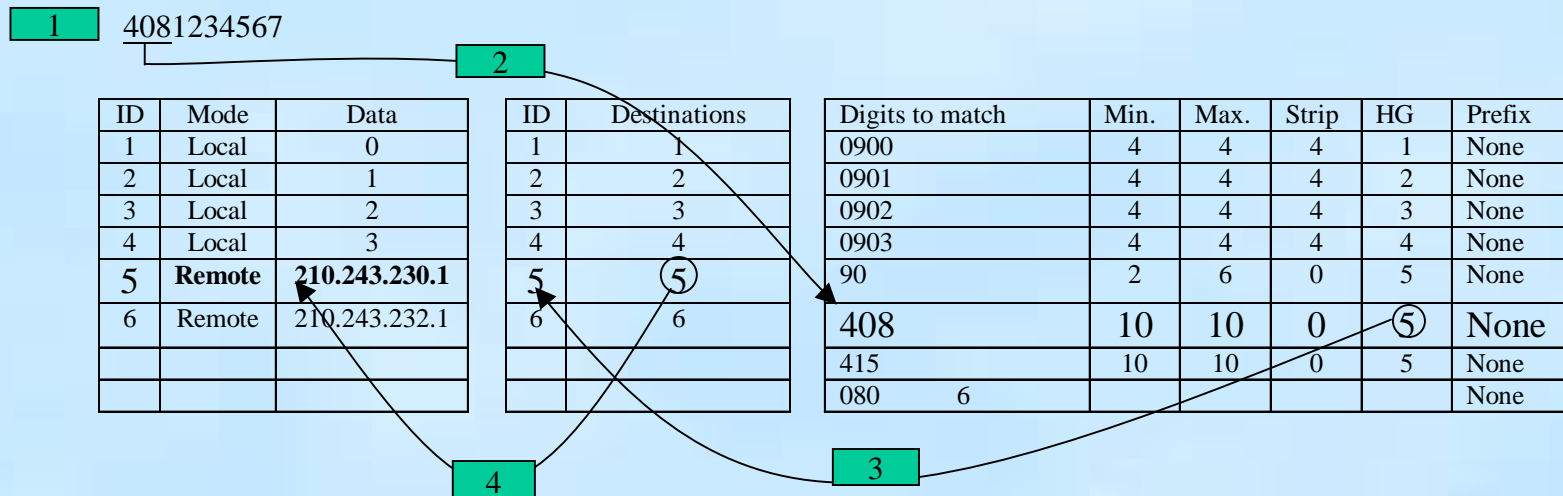 1 4081234567
2
ID Mode Data ID Destinations Digits to match Min. Max. Strip HG Prefix
1 Local 0 1 1 0900 4 4 4 1 None
2 Local 1 2 2 0901 4 4 4 2 None
3 Local 2 3 3 0902 4 4 4 3 None
4 Local 3 4 4 0903 4 4 4 4 None
5 Remote 210.243.230.1 5 5 90 2 6 0 5 None
6 Remote 210.243.232.1 6 6 408 10 10 0 5 None
415 10 10 0 5 None
080 6 None
4 3